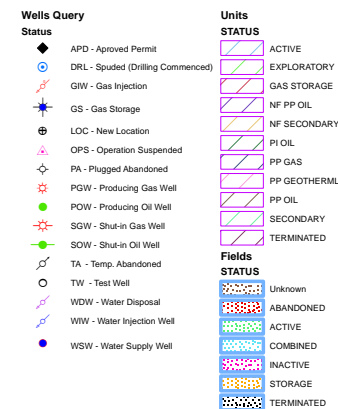 Wells Query
Status
APD - Aproved Permit
DRL - Spuded (Drilling Commenced)
GIW - Gas Injection
GS - Gas Storage
LOC - New Location
OPS - Operation Suspended
PA - Plugged Abandoned
PGW - Producing Gas Well
POW - Producing Oil Well
SGW - Shut-in Gas Well
SOW - Shut-in Oil Well
TA - Temp. Abandoned
TW - Test Well
WDW - Water Disposal
WIW - Water Injection Well
WSW - Water Supply Well
Units
STATUS
ACTIVE
EXPLORATORY
GAS STORAGE
NF PP OIL
NF SECONDARY
PI OIL
PP GAS
PP GEOTHERML
PP OIL
SECONDARY
TERMINATED
Fields
STATUS
Unknown
ABANDONED
ACTIVE
COMBINED
INACTIVE
STORAGE
TERMINATED